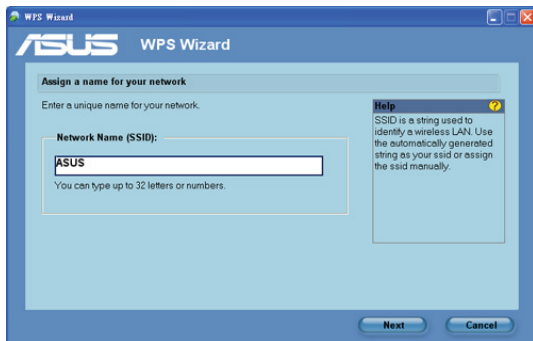 WPS Wizard
ASUS WPS Wizard
Assign a name for your network
Enter a unique name for your network.
Network Name (SSID):
ASUS
You can type up to 32 letters or numbers.
Help ?
SSID is a string used to
identify a wireless LAN. Use
the automatically generated
string as your ssid or assign
the ssid manually.
Next Cancel